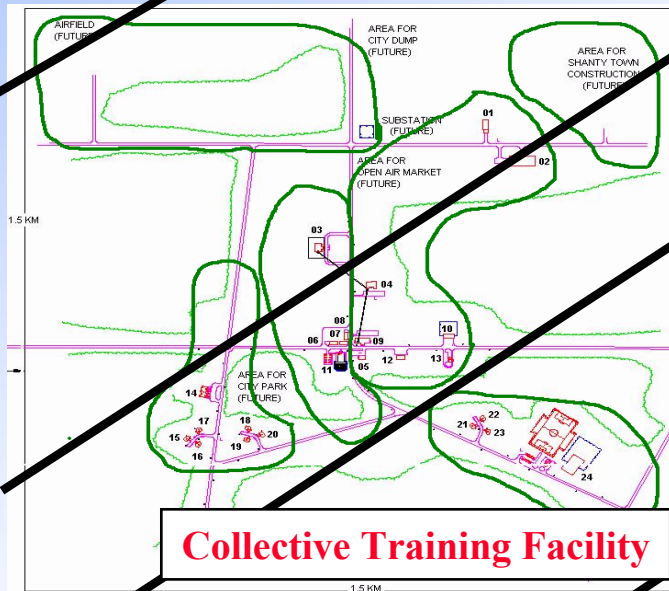 AIRFIELD
(FUTURE
AREA FOR
CITY DUMP
(FUTURE)
AREA FOR
SHANTY TOWN
CONSTRUCTION
(FUTURE)
SUBSTATION
(FUTURE)
01
02
AREA FOR
OPEN AIR MARKET
(FUTURE)
1.5 KM
03
04
08
07
06
09
10
11
05
12
13
AREA FOR
CITY PARK
(FUTURE)
14
17
18
15
16
19
20
22
21
23
24
Collective Training Facility
1.5 KM